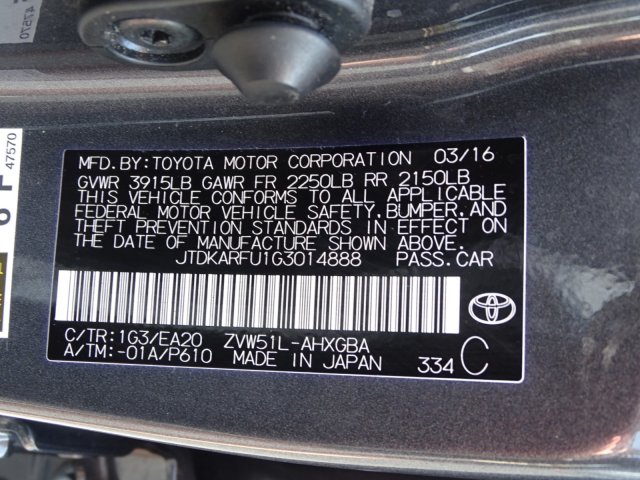 47570
47570
MFD.BY:TOYOTA MOTOR CORPORATION 03/16
GVWR 3915LB GAWR FR 2250LB RR 2150LB
THIS VEHICLE CONFORMS TO ALL APPLICABLE
FEDERAL MOTOR VEHICLE SAFETY,BUMPER,AND
THEFT PREVENTION STANDARDS IN EFFECT ON
THE DATE OF MANUFACTURE SHOWN ABOVE.
JTDKARFU1G3014888 PASS.CAR
C/TR:1G3/EA20 ZVW51L-AHXGBA
A/TM:-01A/P610 MADE IN JAPAN 334 C